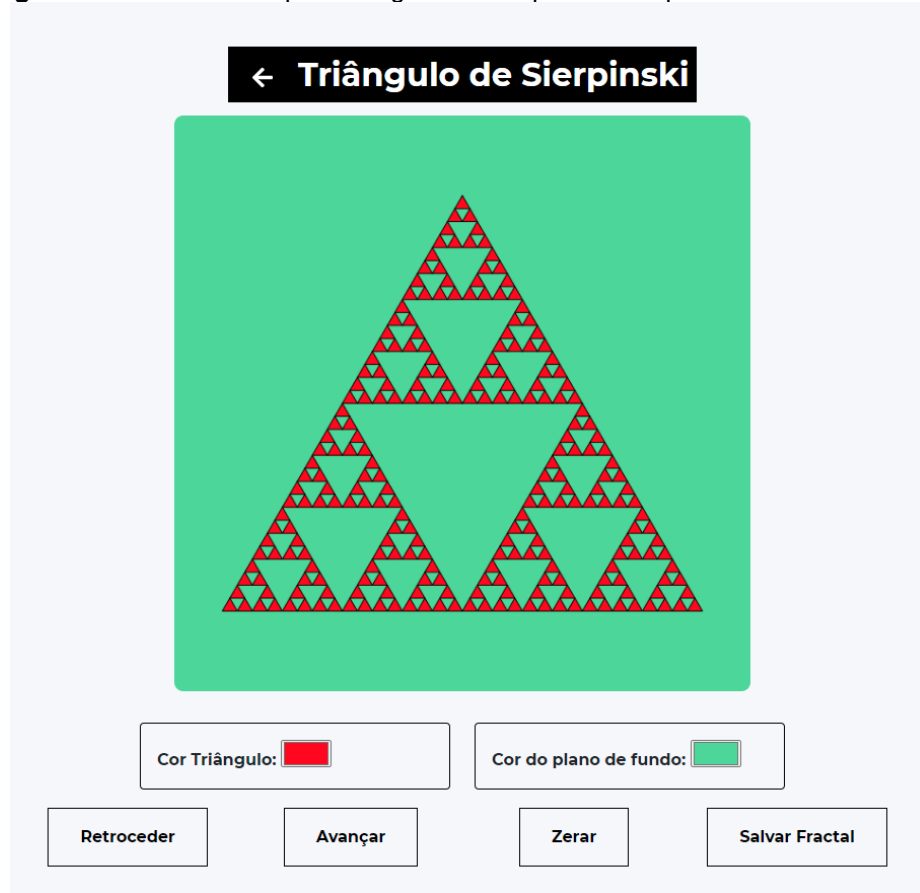 ← Triângulo de Sierpinski
Cor Triângulo:
Cor do plano de fundo:
Retroceder
Avançar
Zerar
Salvar Fractal